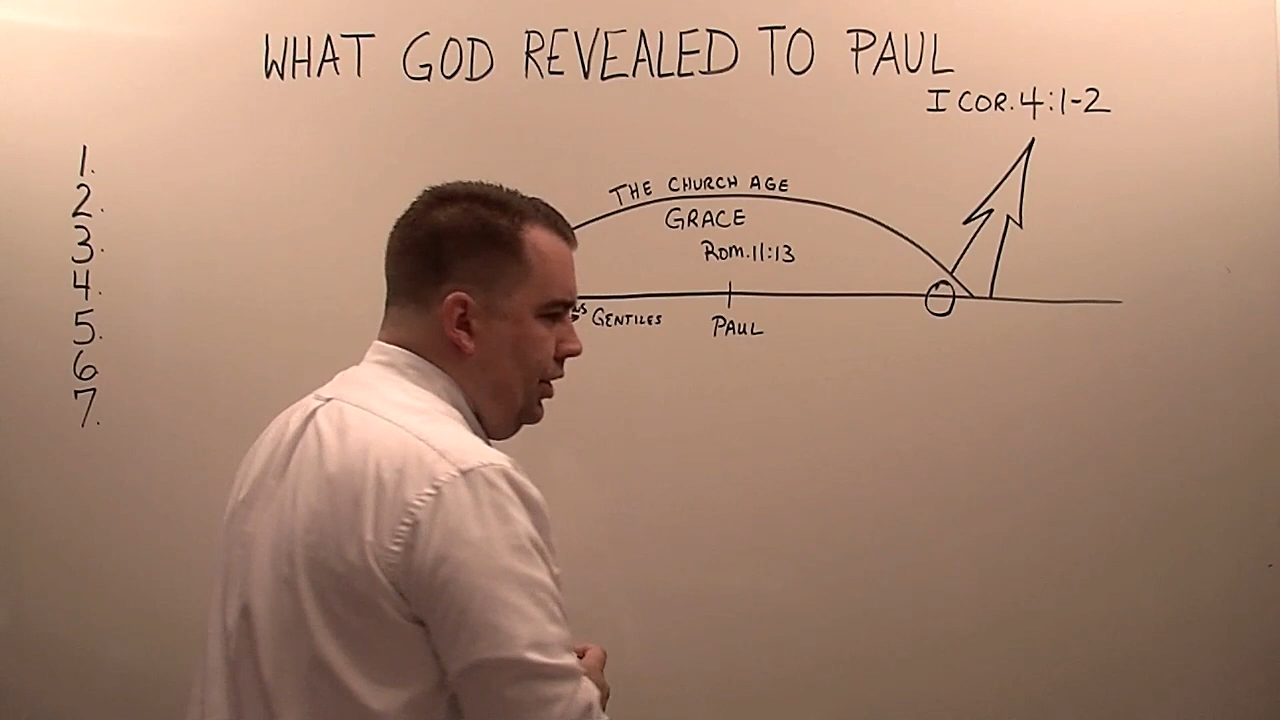 WHAT GOD REVEALED TO PAUL
I COR. 4:1-2
1.
2.
3.
4.
5.
6.
7.
THE CHURCH AGE
GRACE
Rom. 11:13
GENTILES
PAUL